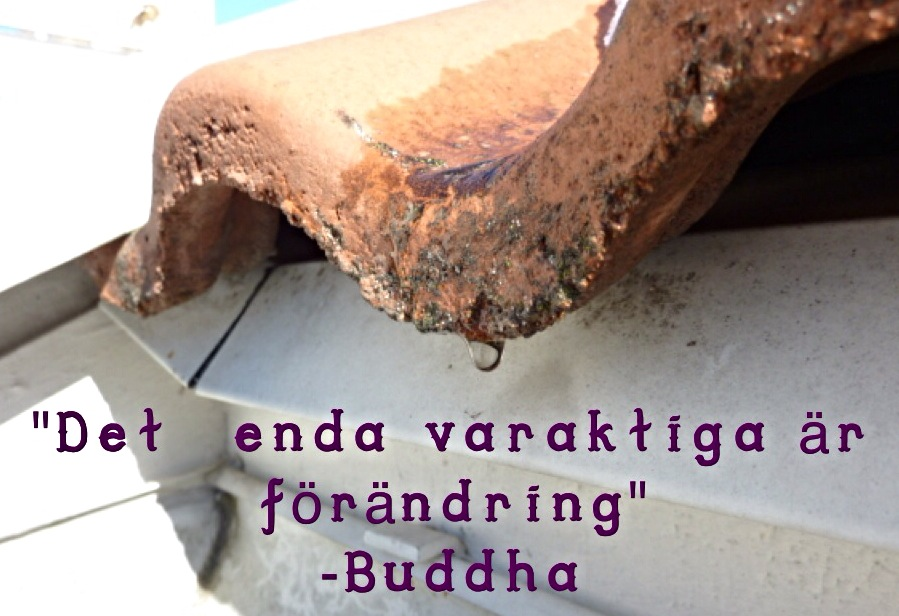 "Det enda varaktiga är
förändring"
-Buddha